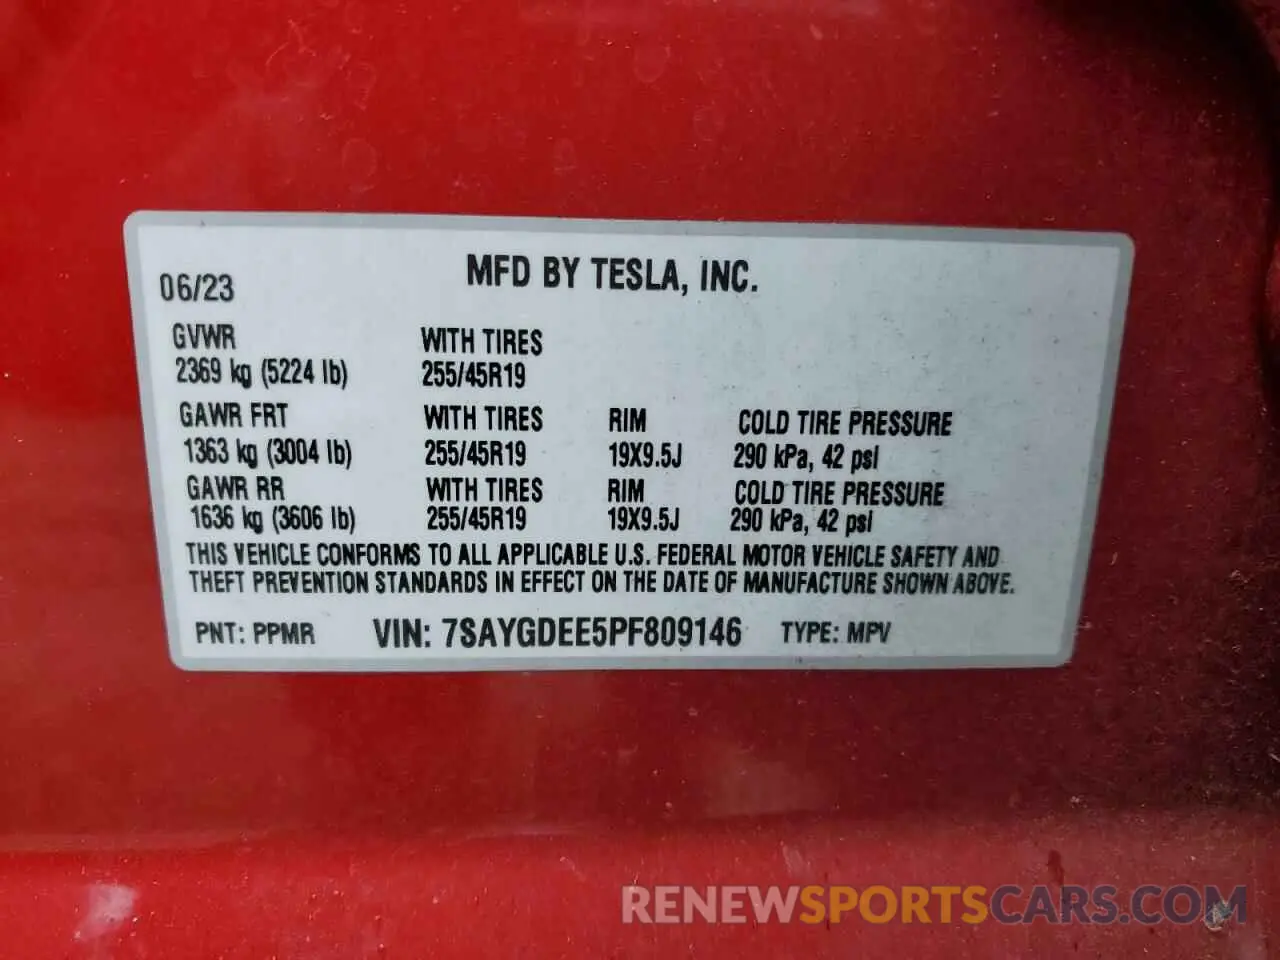 06/23 MFD BY TESLA, INC.
GVWR WITH TIRES
2369 kg (5224 lb) 255/45R19
GAWR FRT WITH TIRES RIM COLD TIRE PRESSURE
1363 kg (3004 lb) 255/45R19 19X9.5J 290 kPa, 42 psi
GAWR RR WITH TIRES RIM COLD TIRE PRESSURE
1636 kg (3606 lb) 255/45R19 19X9.5J 290 kPa, 42 psi
THIS VEHICLE CONFORMS TO ALL APPLICABLE U.S. FEDERAL MOTOR VEHICLE SAFETY AND
THEFT PREVENTION STANDARDS IN EFFECT ON THE DATE OF MANUFACTURE SHOWN ABOVE.
PNT: PPMR VIN: 7SAYGDEE5PF809146 TYPE: MPV
RENEWSPORTSCARS.COM